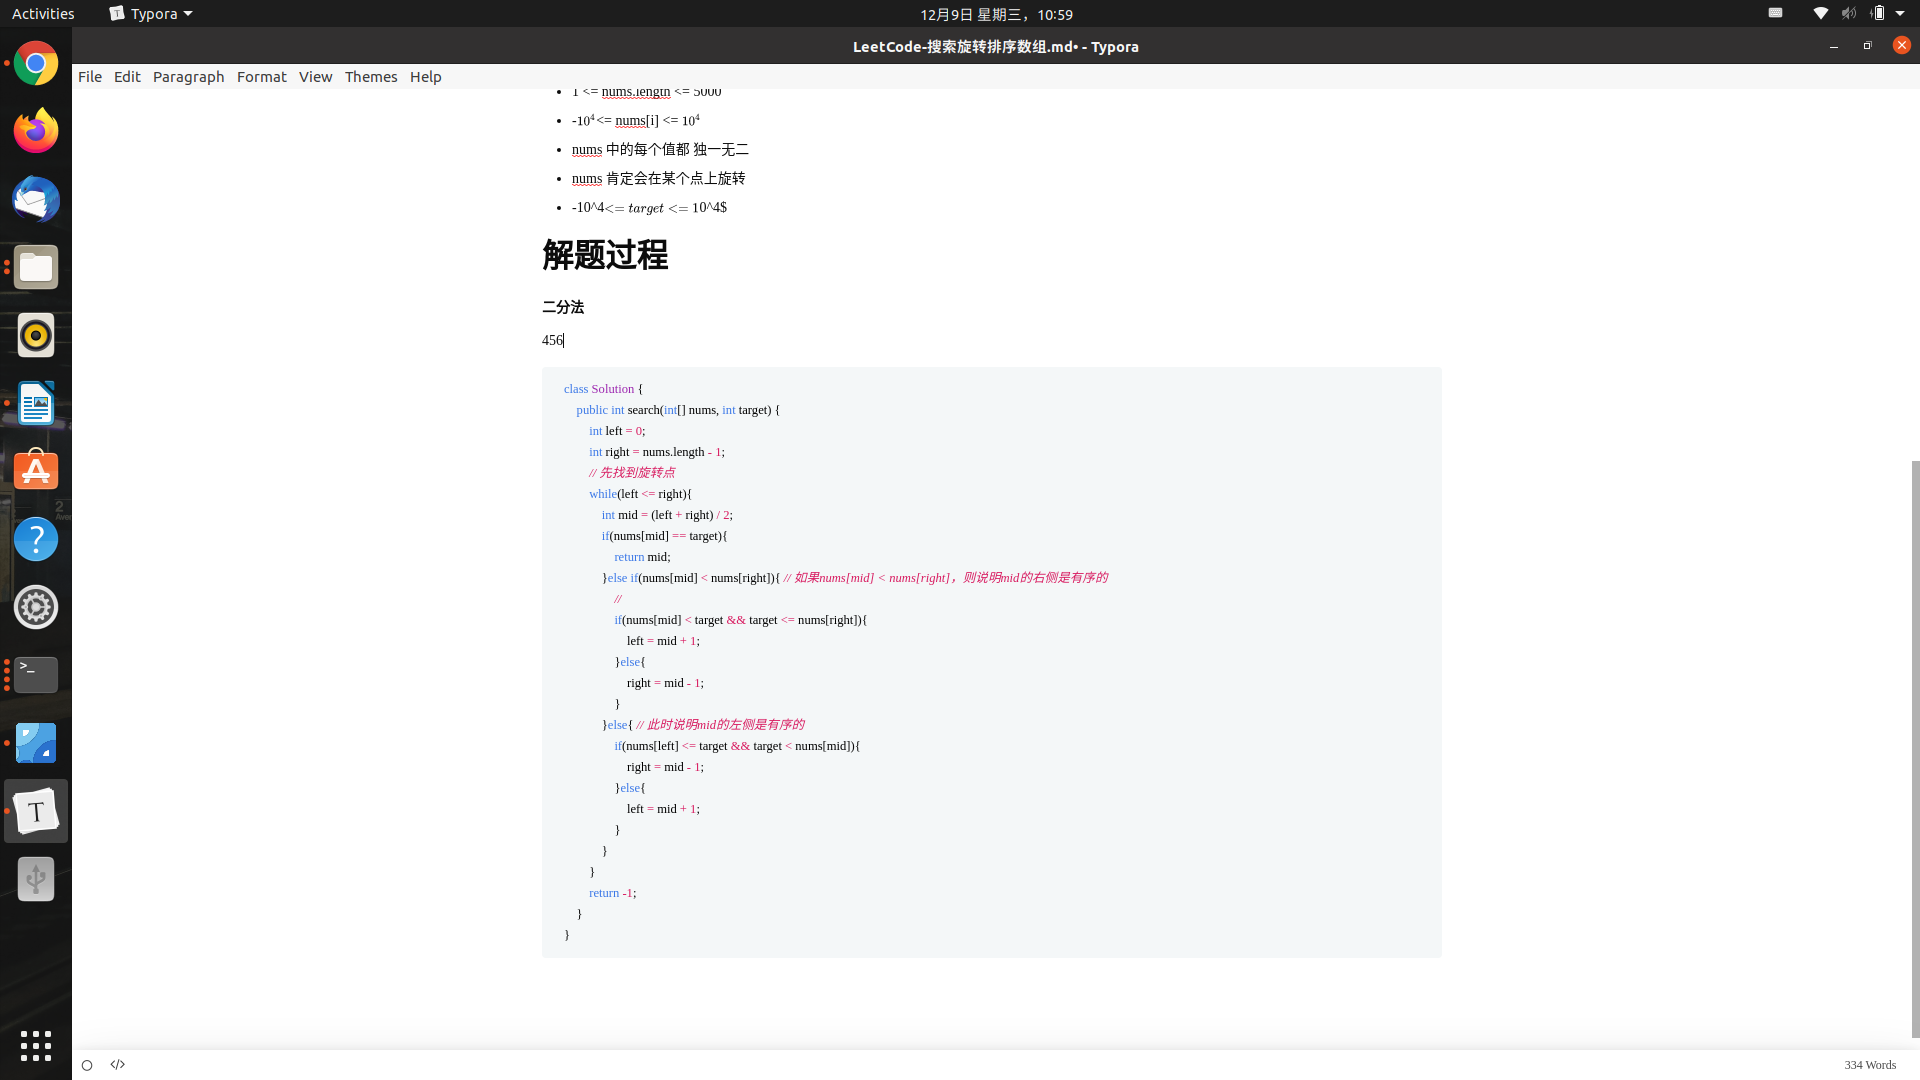 Activities
Typora
12月9日 星期三，10:59
LeetCode-搜索旋转排序数组.md• - Typora
File Edit Paragraph Format View Themes Help
1 <= nums.length <= 5000
-10^4<= nums[i] <= 10^4
nums 中的每个值都 独一无二
nums 肯定会在某个点上旋转
-10^4<= target <= 10^4$
解题过程
二分法
456
class Solution {
public int search(int[] nums, int target) {
int left = 0;
int right = nums.length - 1;
// 先找到旋转点
while(left <= right){
int mid = (left + right) / 2;
if(nums[mid] == target){
return mid;
}else if(nums[mid] < nums[right]){ // 如果nums[mid] < nums[right]，则说明mid的右侧是有序的
//
if(nums[mid] < target && target <= nums[right]){
left = mid + 1;
}else{
right = mid - 1;
}
}else{ // 此时说明mid的左侧是有序的
if(nums[left] <= target && target < nums[mid]){
right = mid - 1;
}else{
left = mid + 1;
}
}
}
return -1;
}
}
334 Words